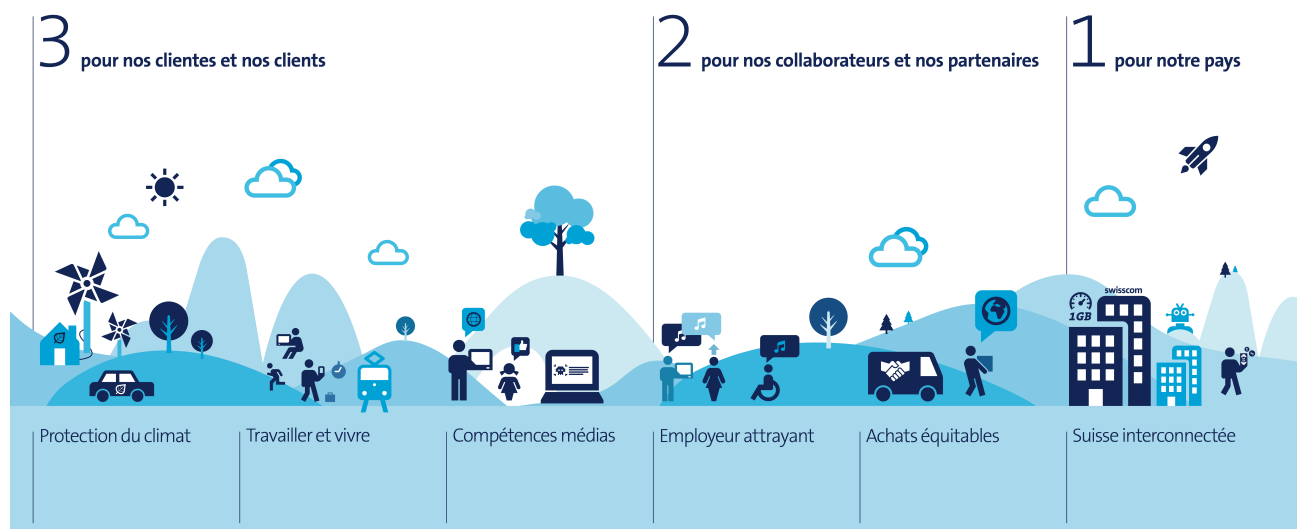 3 pour nos clientes et nos clients
2 pour nos collaborateurs et nos partenaires
1 pour notre pays
swisscom
1GB
Protection du climat
Travailler et vivre
Compétences médias
Employeur attrayant
Achats équitables
Suisse interconnectée